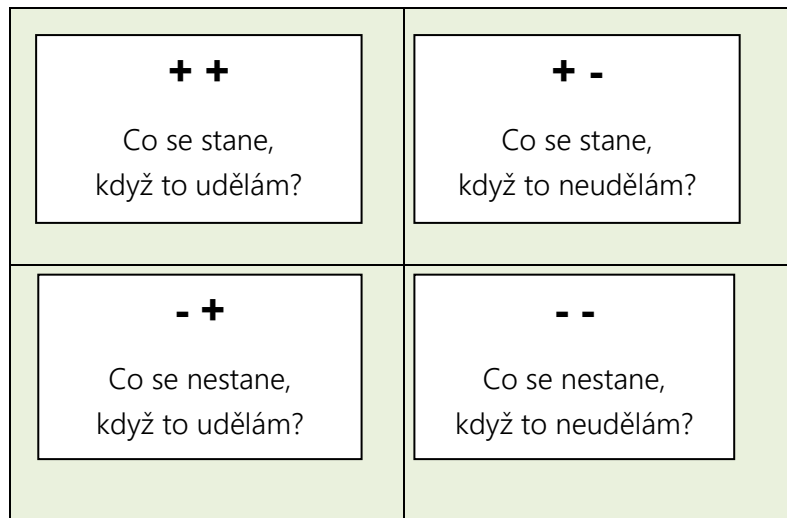 + +
Co se stane,
když to udělám?
+ -
Co se stane,
když to neudělám?
- +
Co se nestane,
když to udělám?
- -
Co se nestane,
když to neudělám?